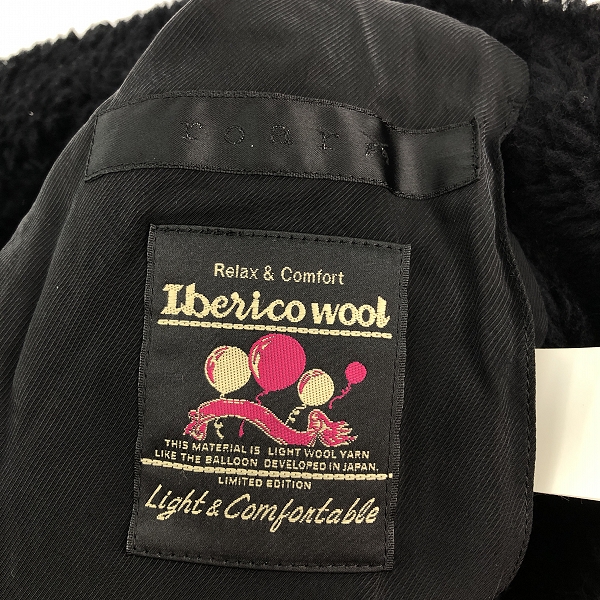 Relax & Comfort
Iberico wool
THIS MATERIAL IS LIGHT WOOL YARN
LIKE THE BALLOON DEVELOPED IN JAPAN.
LIMITED EDITION
Light & Comfortable